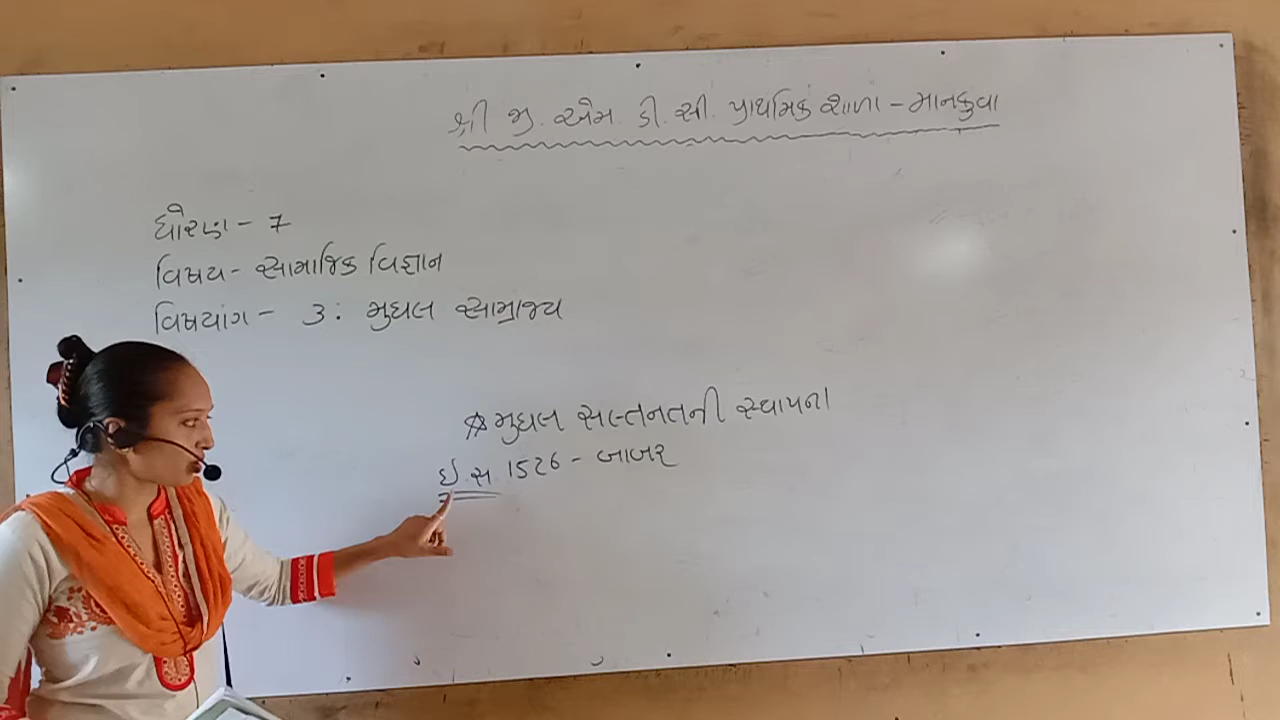 શ્રી જી. એમ. ડી. સી. પ્રાથમિક શાળા - માનકુવા
ધોરણ - 7
વિષય - સામાજિક વિજ્ઞાન
વિષયાંગ - 3: મુઘલ સામ્રાજ્ય
☆ મુઘલ સલ્તનતની સ્થાપના
ઇ.સ. 1526 - બાબર